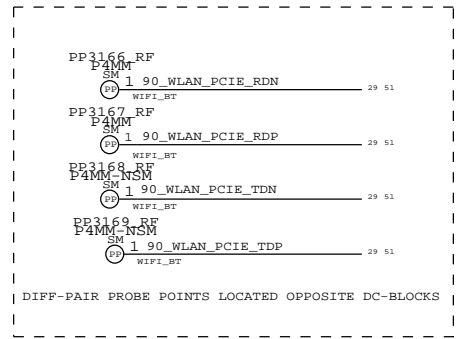 PP3166_RF
P4MM
SM
PP 1 90_WLAN_PCIE_RDN 29 51
WIFI_BT
PP3167_RF
P4MM
SM
PP 1 90_WLAN_PCIE_RDP 29 51
WIFI_BT
PP3168_RF
P4MM-NSM
SM
PP 1 90_WLAN_PCIE_TDN 29 51
WIFI_BT
PP3169_RF
P4MM-NSM
SM
PP 1 90_WLAN_PCIE_TDP 29 51
WIFI_BT
DIFF-PAIR PROBE POINTS LOCATED OPPOSITE DC-BLOCKS